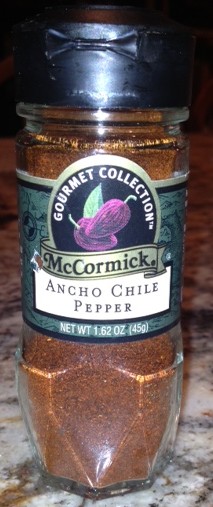 GOURMET COLLECTION™
McCormick®
ANCHO CHILE
PEPPER
NET WT 1.62 OZ (45g)